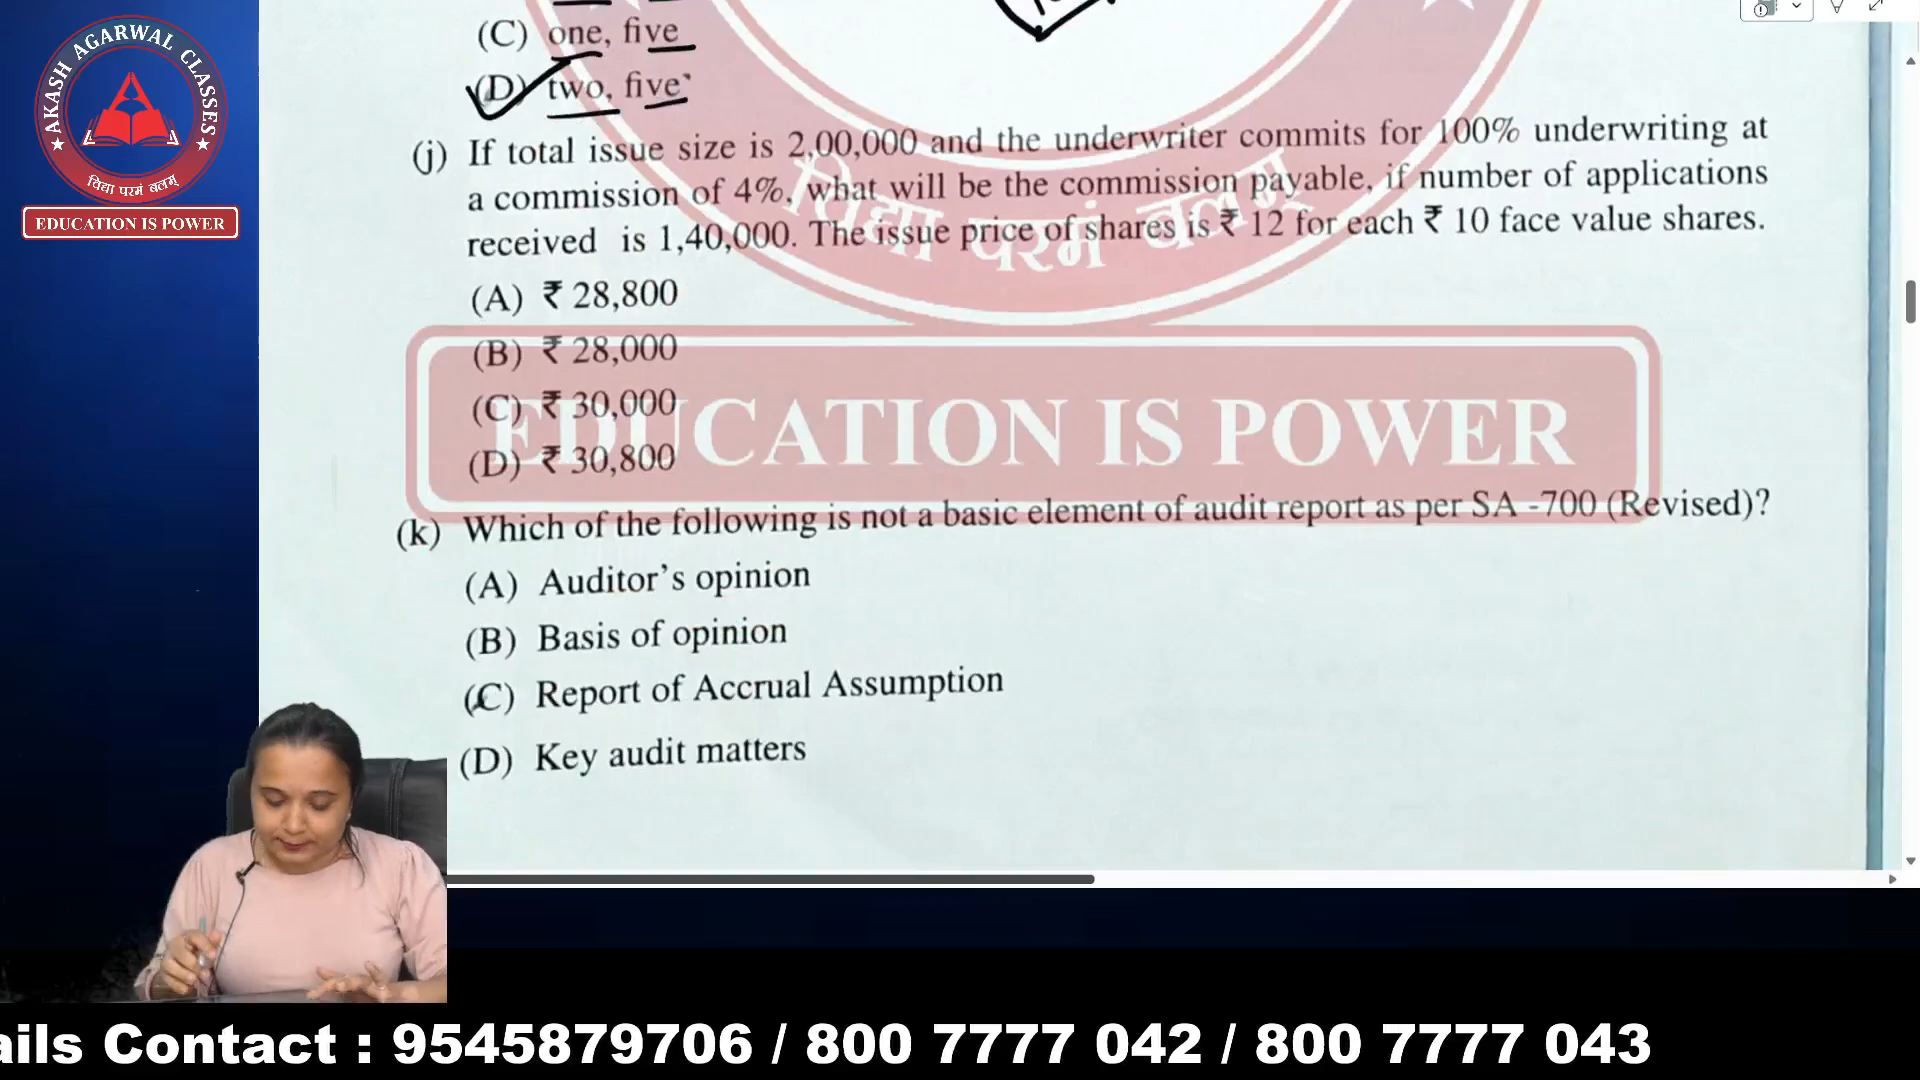 AKASH AGARWAL CLASSES
विद्या परमं बलम्
EDUCATION IS POWER
(C) one, five
(D) two, five
(j) If total issue size is 2,00,000 and the underwriter commits for 100% underwriting at
a commission of 4%, what will be the commission payable, if number of applications
received is 1,40,000. The issue price of shares is ₹ 12 for each ₹ 10 face value shares.
विद्या परमं बलम्
(A) ₹ 28,800
(B) ₹ 28,000
(C) ₹ 30,000
(D) ₹ 30,800
EDUCATION IS POWER
(k) Which of the following is not a basic element of audit report as per SA -700 (Revised)?
(A) Auditor's opinion
(B) Basis of opinion
(C) Report of Accrual Assumption
(D) Key audit matters
ails Contact : 9545879706 / 800 7777 042 / 800 7777 043